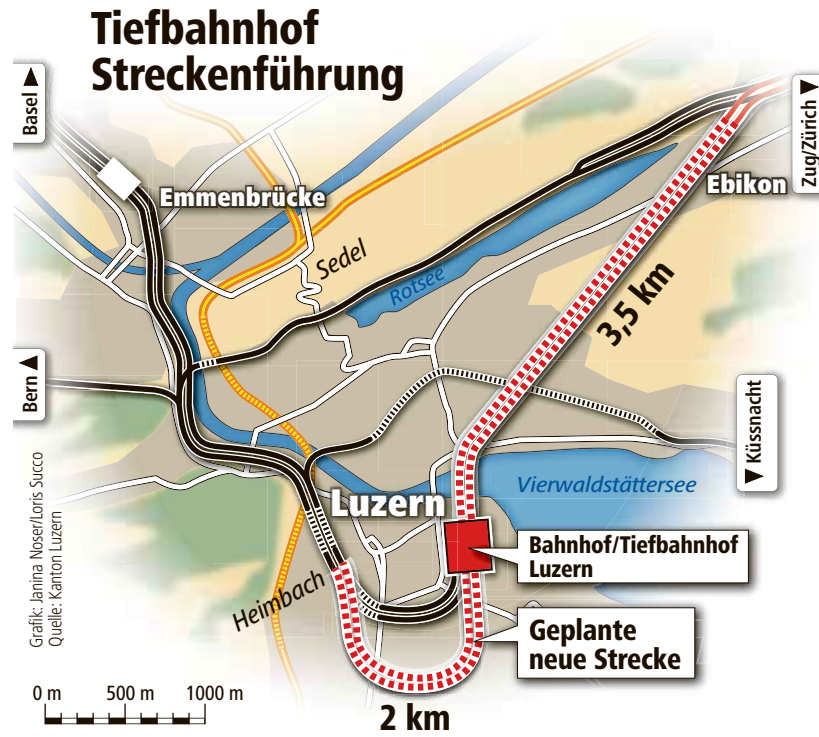 Tiefbahnhof
Streckenführung
Basel
Zug/Zürich
Emmenbrücke
Ebikon
Sedel
Rotsee
3,5 km
Bern
Küssnacht
Grafik: Janina Noser/Loris Succo
Quelle: Kanton Luzern
Luzern
Vierwaldstättersee
Bahnhof/Tiefbahnhof
Luzern
Heimbach
Geplante
neue Strecke
0 m 500 m 1000 m
2 km